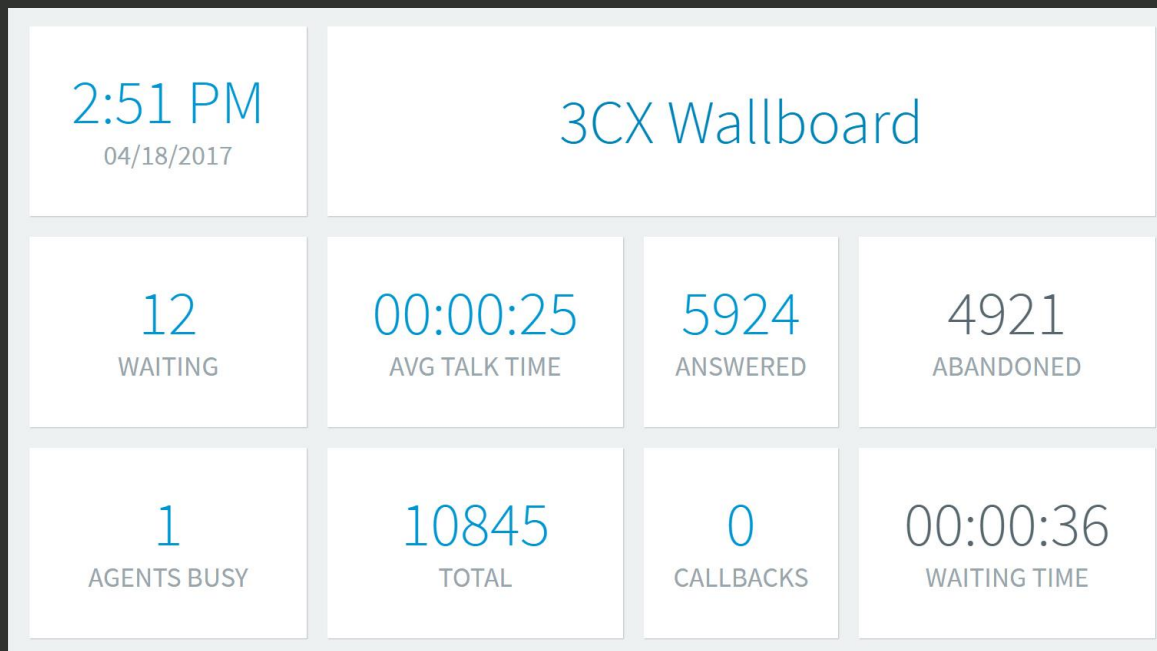 2:51 PM
04/18/2017
3CX Wallboard
12
WAITING
00:00:25
AVG TALK TIME
5924
ANSWERED
4921
ABANDONED
1
AGENTS BUSY
10845
TOTAL
0
CALLBACKS
00:00:36
WAITING TIME